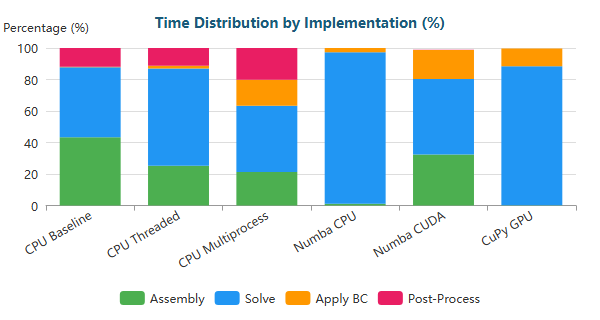 Time Distribution by Implementation (%)
Percentage (%)
100
80
60
40
20
0
CPU Baseline
CPU Threaded
CPU Multiprocess
Numba CPU
Numba CUDA
CuPy GPU
Assembly Solve Apply BC Post-Process